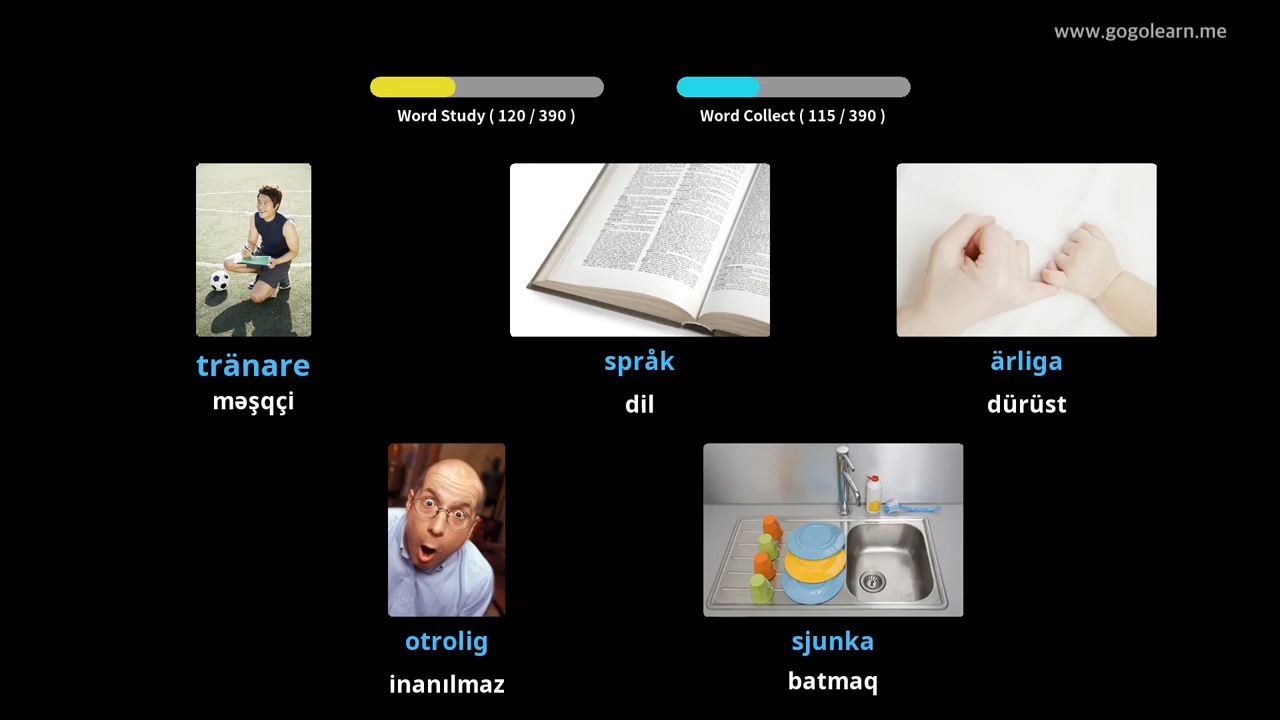 www.gogolearn.me
Word Study ( 120 / 390 )
Word Collect ( 115 / 390 )
tränare
språk
ärliga
məşqçi
dil
dürüst
otrolig
sjunka
inanılmaz
batmaq